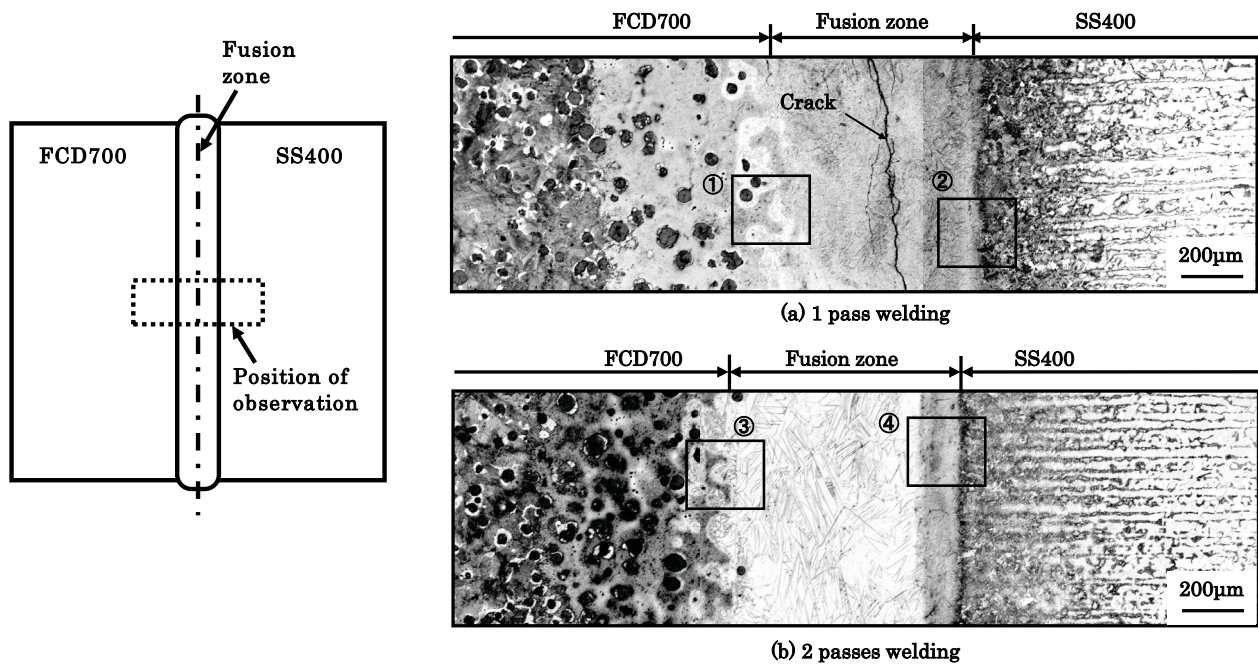 Fusion
zone
FCD700
SS400
Position of
observation
FCD700
Fusion zone
SS400
Crack
①
②
200μm
(a) 1 pass welding
FCD700
Fusion zone
SS400
③
④
200μm
(b) 2 passes welding